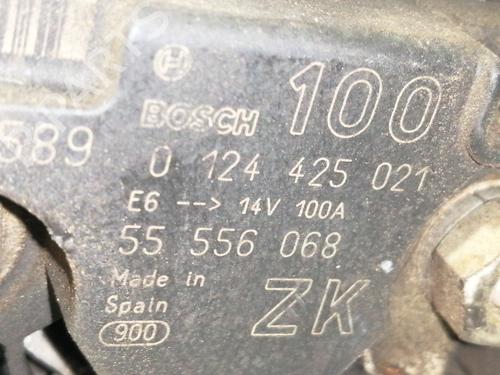 BOSCH 100
589
0 124 425 021
E6 --> 14V 100A
55 556 068
Made in
Spain
900
ZK